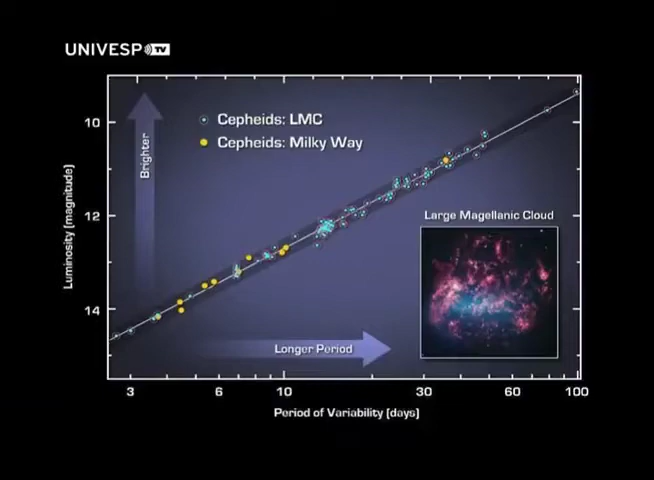 UNIVESP TV
Cepheids: LMC
Cepheids: Milky Way
Brighter
Luminosity [magnitude]
10
12
14
Large Magellanic Cloud
Longer Period
3 6 10 30 60 100
Period of Variability [days]